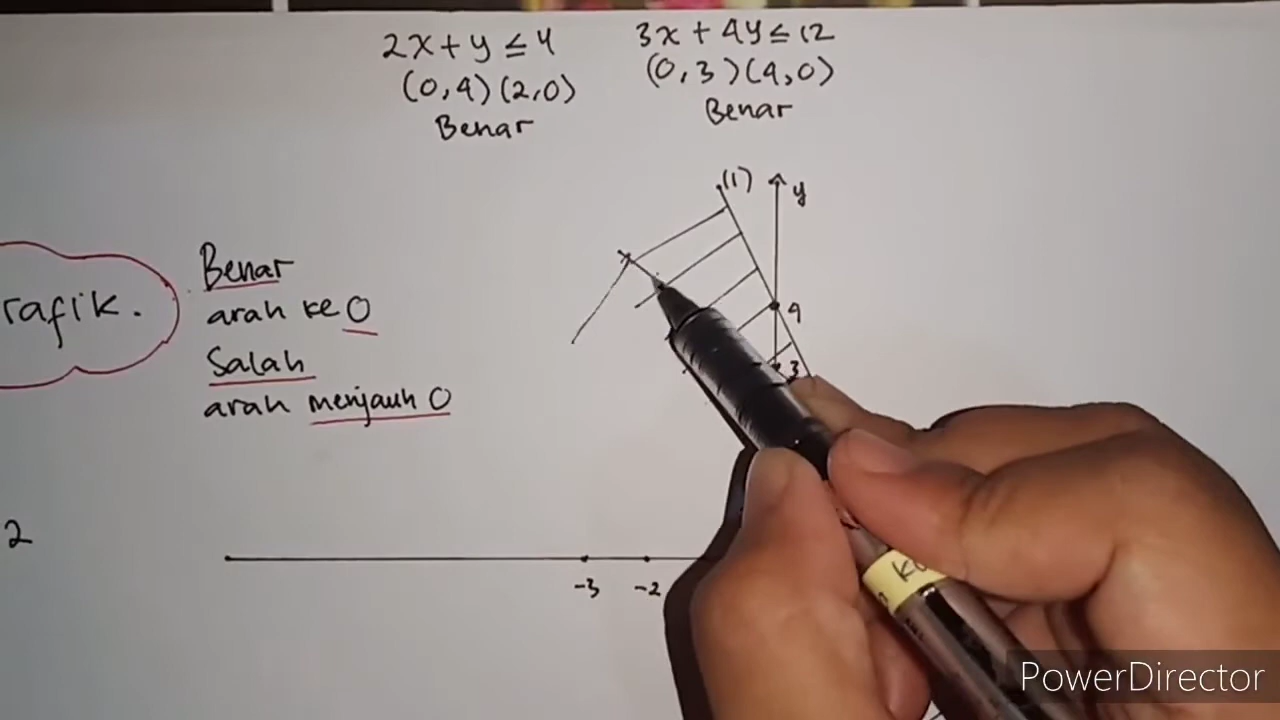 2x + y ≤ 4
(0,4) (2,0)
Benar
3x + 4y ≤ 12
(0,3) (4,0)
Benar
rafik.
Benar
arah ke 0
Salah
arah menjauh 0
(1)
y
4
3
2
-3 -2
PowerDirector